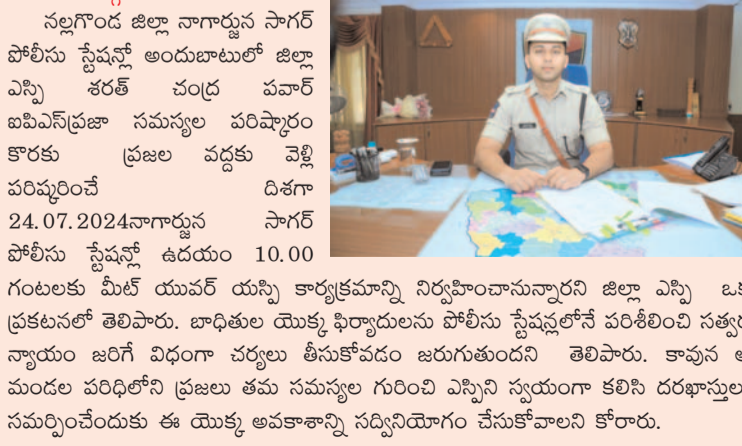 నల్లగొండ జిల్లా నాగార్జున సాగర్
పోలీసు స్టేషన్లో అందుబాటులో జిల్లా
ఎస్పి శరత్ చంద్ర పవార్
ఐపిఎస్ప్రజా సమస్యల పరిష్కారం
కొరకు ప్రజల వద్దకు వెళ్లి
పరిష్కరించే దిశగా
24.07.2024నాగార్జున సాగర్
పోలీసు స్టేషన్లో ఉదయం 10.00
గంటలకు మీట్ యువర్ యస్పి కార్యక్రమాన్ని నిర్వహించానున్నారని జిల్లా ఎస్పి
ప్రకటనలో తెలిపారు. బాధితుల యొక్క ఫిర్యాదులను పోలీసు స్టేషన్లలోనే పరిశీలించి
న్యాయం జరిగే విధంగా చర్యలు తీసుకోవడం జరుగుతుందని తెలిపారు. కావున
మండల పరిధిలోని ప్రజలు తమ సమస్యల గురించి ఎస్పిని స్వయంగా కలిసి దరఖాస్తుల
సమర్పించేందుకు ఈ యొక్క అవకాశాన్ని సద్వినియోగం చేసుకోవాలని కోరారు.